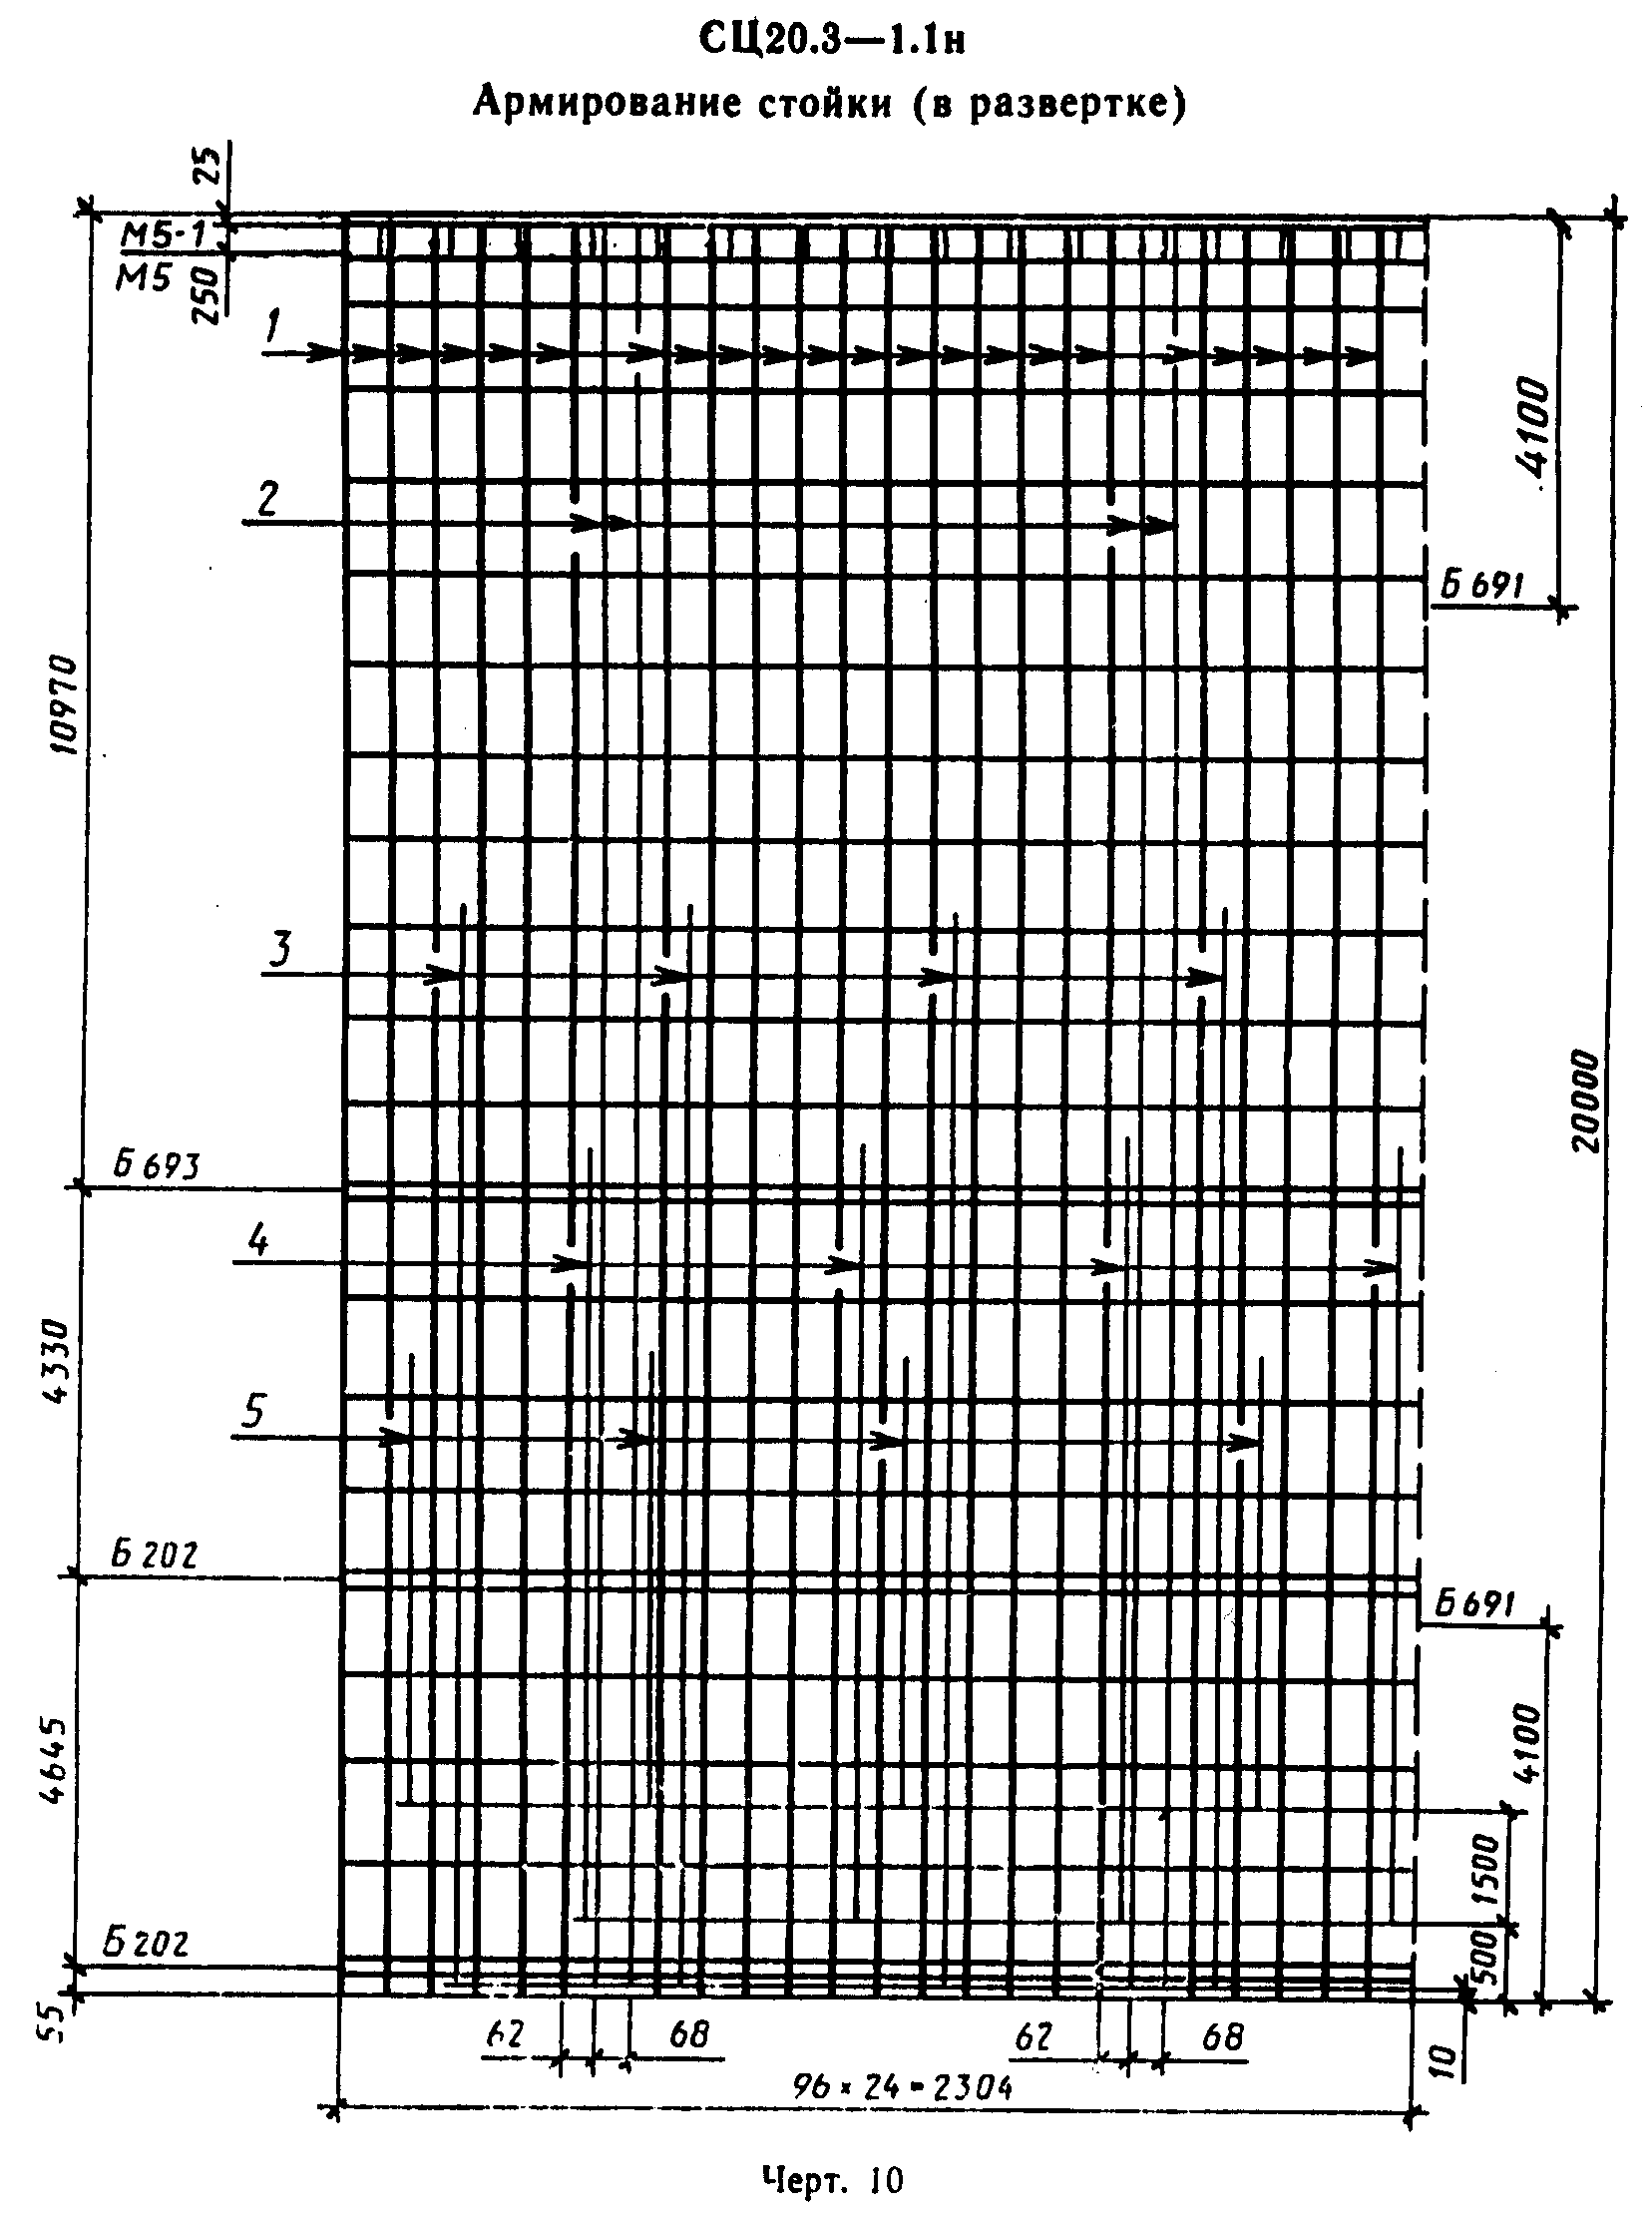 СЦ20.3—1.1н
Армирование стойки (в развертке)
25
М5-1
М5
250
1
2
4100
Б 691
10970
3
20000
Б 693
4
4330
5
Б 202
Б 691
4645
4100
1500
500
Б 202
55
62
68
62
68
10
96 × 24 = 2304
Черт. 10